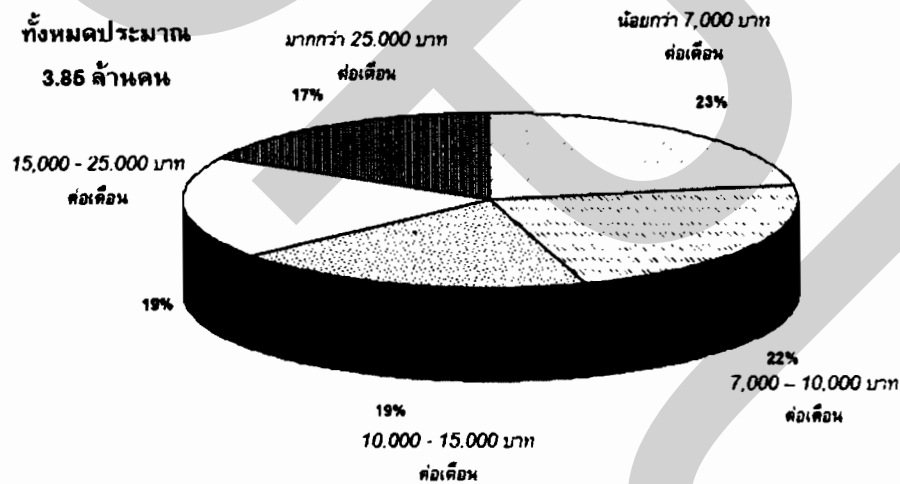 ทั้งหมดประมาณ
3.85 ล้านคน
มากกว่า 25.000 บาท
ต่อเดือน
17%
น้อยกว่า 7,000 บาท
ต่อเดือน
23%
15,000 - 25.000 บาท
ต่อเดือน
19%
22%
7,000 – 10,000 บาท
ต่อเดือน
19%
10.000 - 15.000 บาท
ต่อเดือน